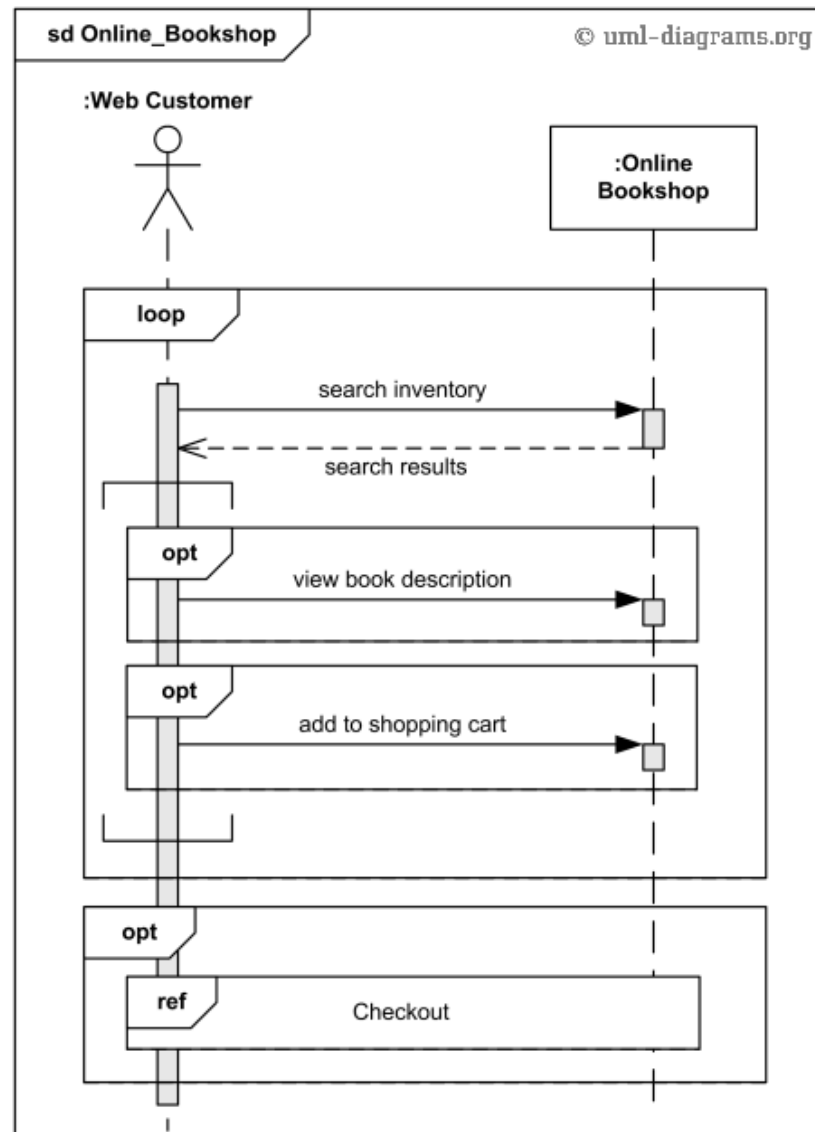 sd Online_Bookshop
© uml-diagrams.org
:Web Customer
:Online
Bookshop
loop
search inventory
search results
opt
view book description
opt
add to shopping cart
opt
ref
Checkout